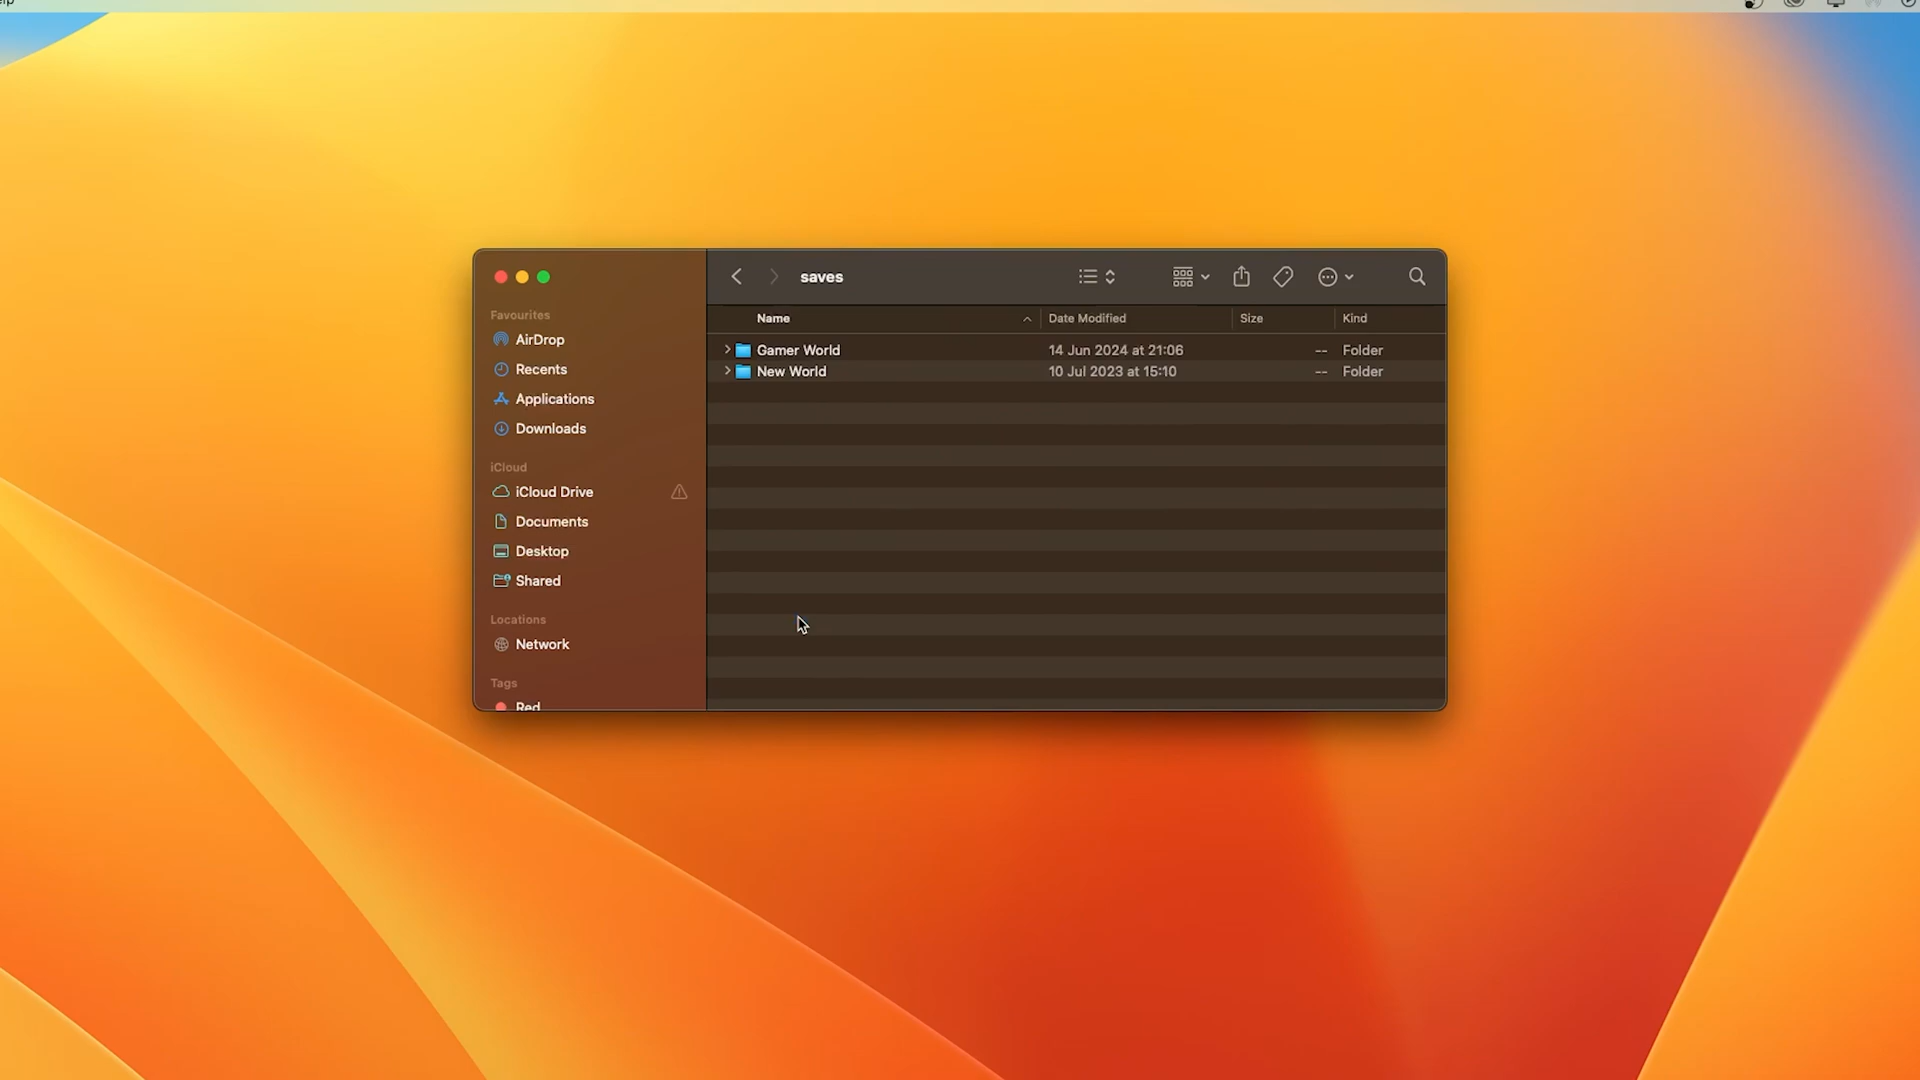 saves
Name Date Modified Size Kind
Gamer World 14 Jun 2024 at 21:06 -- Folder
New World 10 Jul 2023 at 15:10 -- Folder
Favourites
AirDrop
Recents
Applications
Downloads
iCloud
iCloud Drive
Documents
Desktop
Shared
Locations
Network
Tags
Red